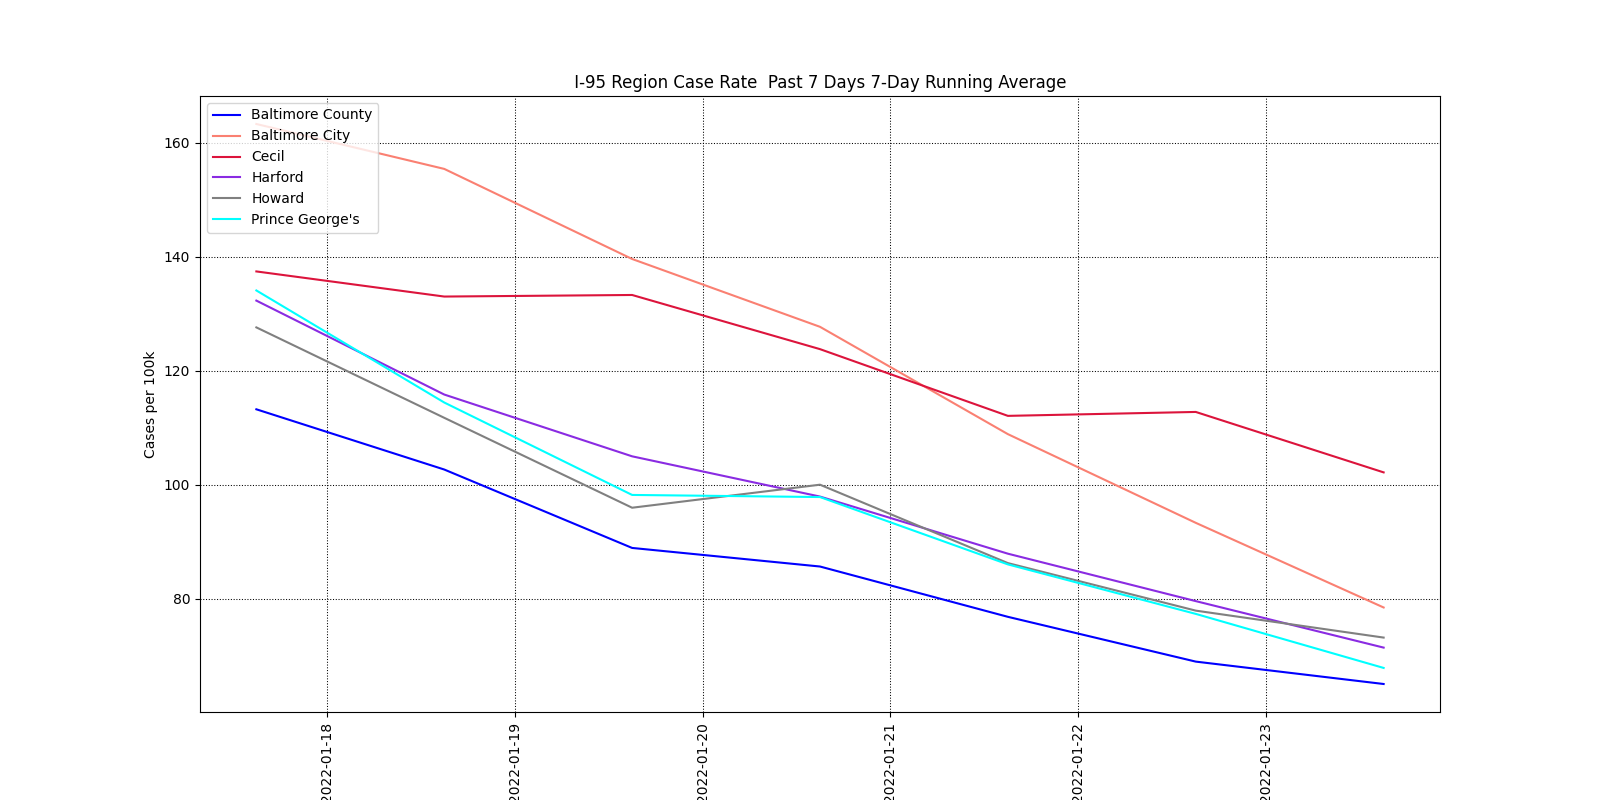 I-95 Region Case Rate  Past 7 Days 7-Day Running Average
Baltimore County
Baltimore City
Cecil
Harford
Howard
Prince George's
160
140
120
100
80
Cases per 100k
2022-01-18
2022-01-19
2022-01-20
2022-01-21
2022-01-22
2022-01-23